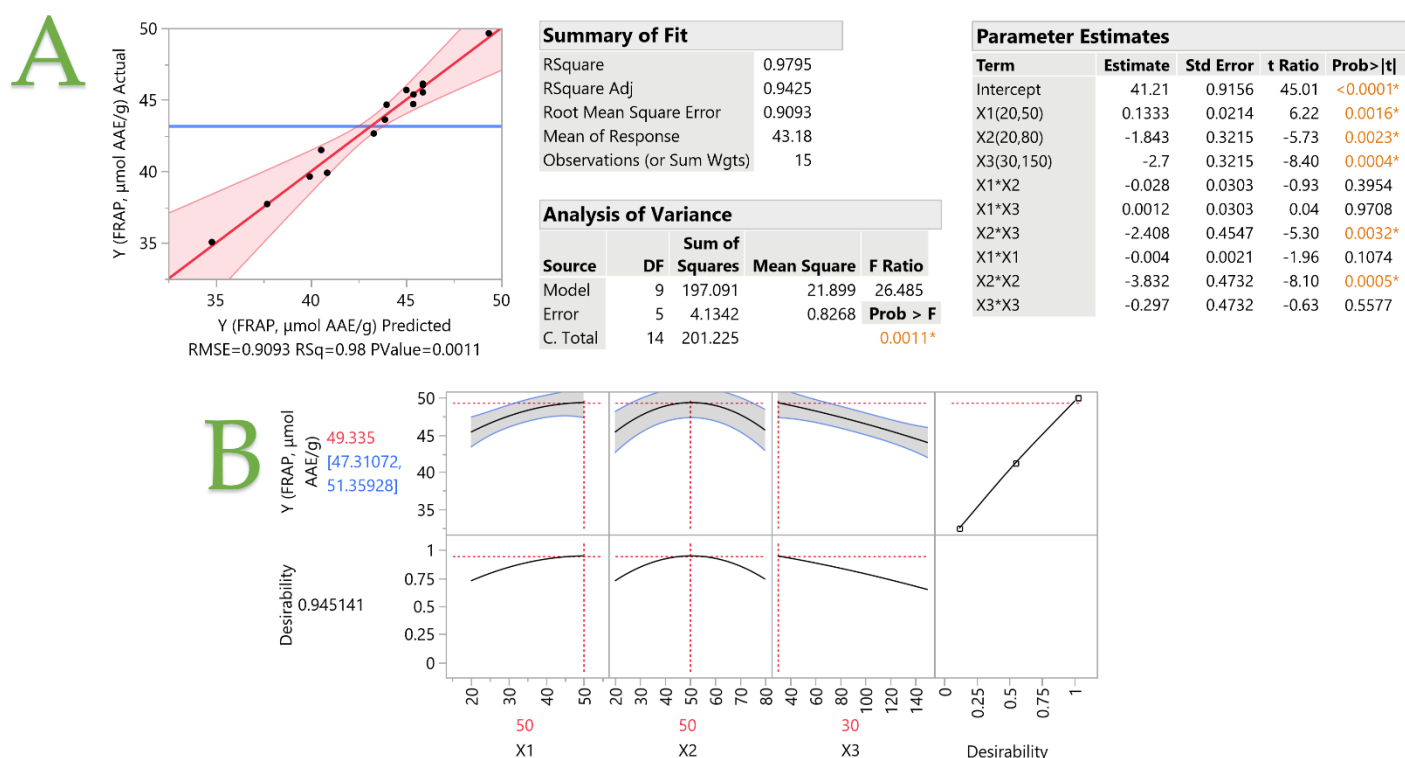 A
Y (FRAP, μmol AAE/g) Actual
50
45
40
35
35 40 45 50
Y (FRAP, μmol AAE/g) Predicted
RMSE=0.9093 RSq=0.98 PValue=0.0011
Summary of Fit
RSquare 0.9795
RSquare Adj 0.9425
Root Mean Square Error 0.9093
Mean of Response 43.18
Observations (or Sum Wgts) 15
Analysis of Variance
Sum of
Source DF Squares Mean Square F Ratio
Model 9 197.091 21.899 26.485
Error 5 4.1342 0.8268 Prob > F
C. Total 14 201.225 0.0011*
Parameter Estimates
Term Estimate Std Error t Ratio Prob>|t|
Intercept 41.21 0.9156 45.01 <0.0001*
X1(20,50) 0.1333 0.0214 6.22 0.0016*
X2(20,80) -1.843 0.3215 -5.73 0.0023*
X3(30,150) -2.7 0.3215 -8.40 0.0004*
X1*X2 -0.028 0.0303 -0.93 0.3954
X1*X3 0.0012 0.0303 0.04 0.9708
X2*X3 -2.408 0.4547 -5.30 0.0032*
X1*X1 -0.004 0.0021 -1.96 0.1074
X2*X2 -3.832 0.4732 -8.10 0.0005*
X3*X3 -0.297 0.4732 -0.63 0.5577
B
Y (FRAP, μmol
AAE/g)
49.335
[47.31072,
51.35928]
50
45
40
35
Desirability
0.945141
1
0.75
0.5
0.25
0
20 30 40 50 20 30 40 50 60 70 80 40 60 80 100 120 140 0 0.25 0.5 0.75 1
50 50 30
X1 X2 X3 Desirability